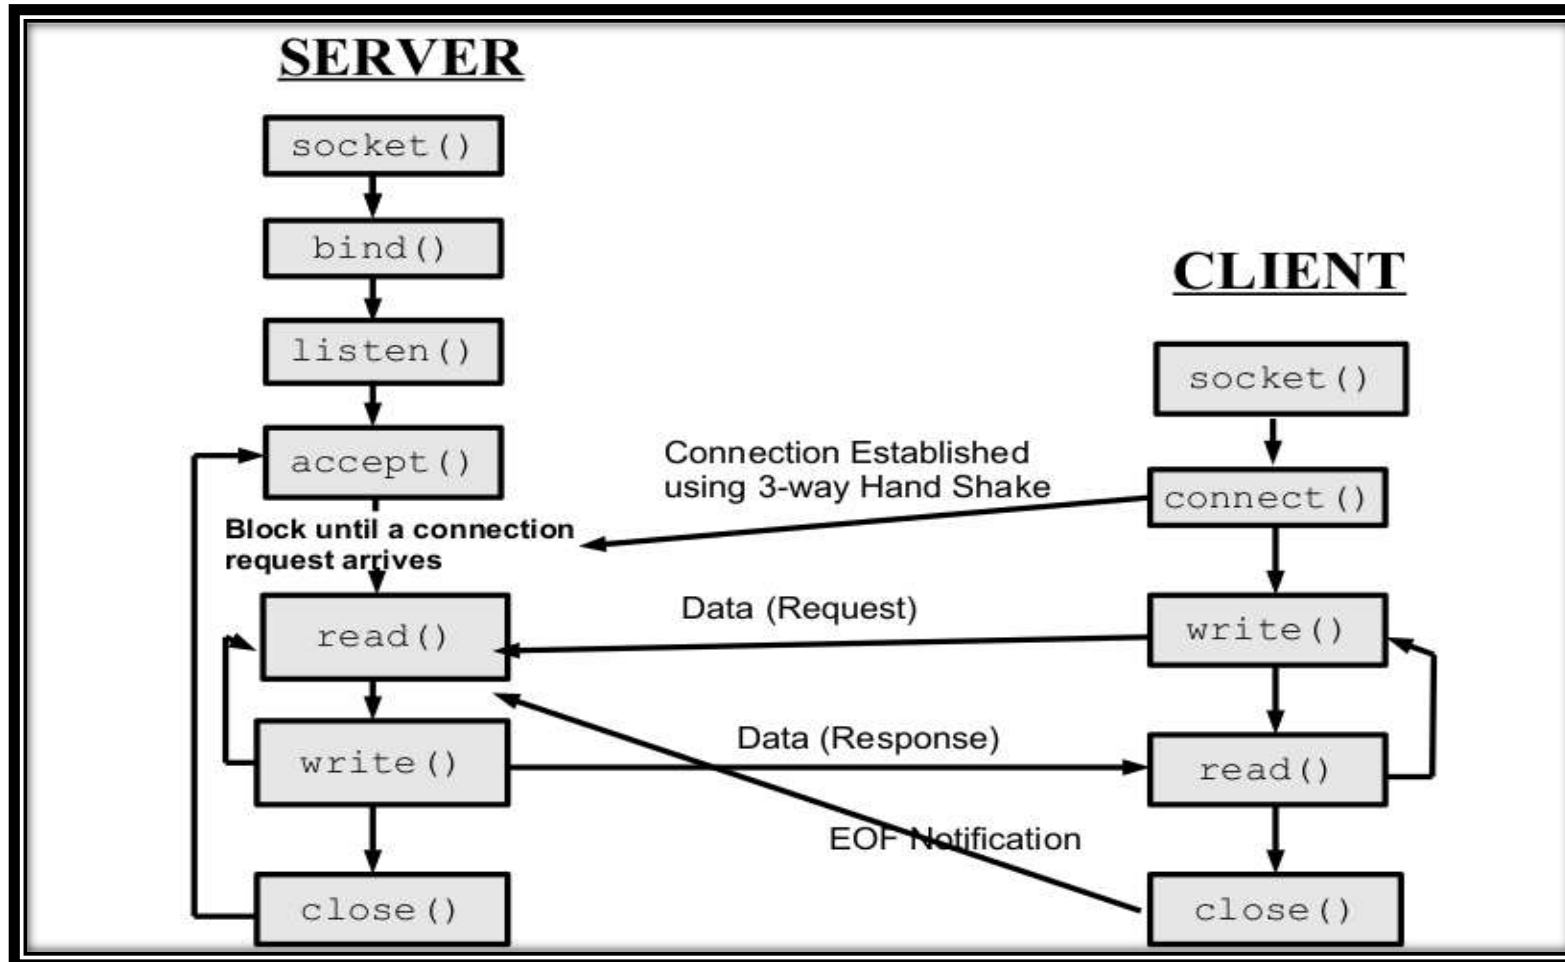 SERVER
socket()
bind()
listen()
accept()
Block until a connection
request arrives
read()
write()
close()
Connection Established
using 3-way Hand Shake
Data (Request)
Data (Response)
EOF Notification
CLIENT
socket()
connect()
write()
read()
close()